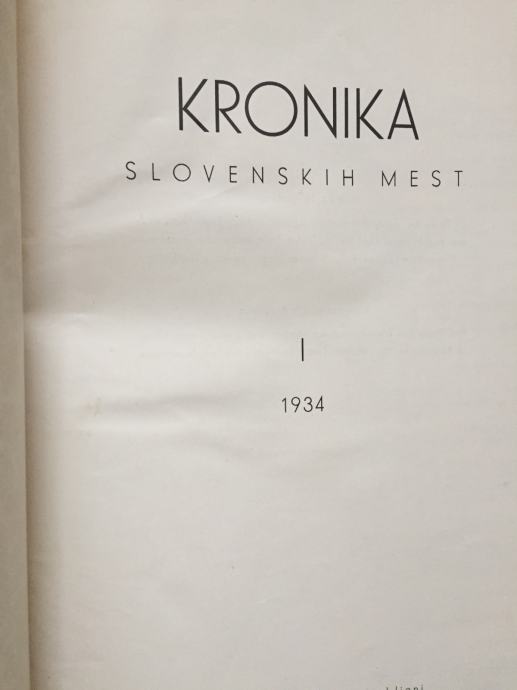 KRONIKA
SLOVENSKIH MEST
I
1934